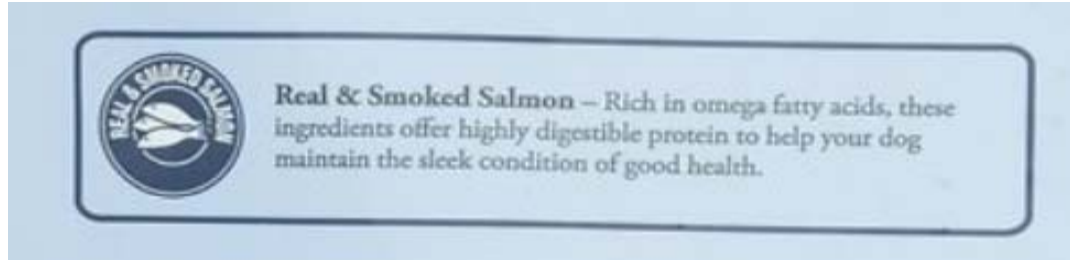 REAL & SMOKED SALMON
Real & Smoked Salmon – Rich in omega fatty acids, these
ingredients offer highly digestible protein to help your dog
maintain the sleek condition of good health.